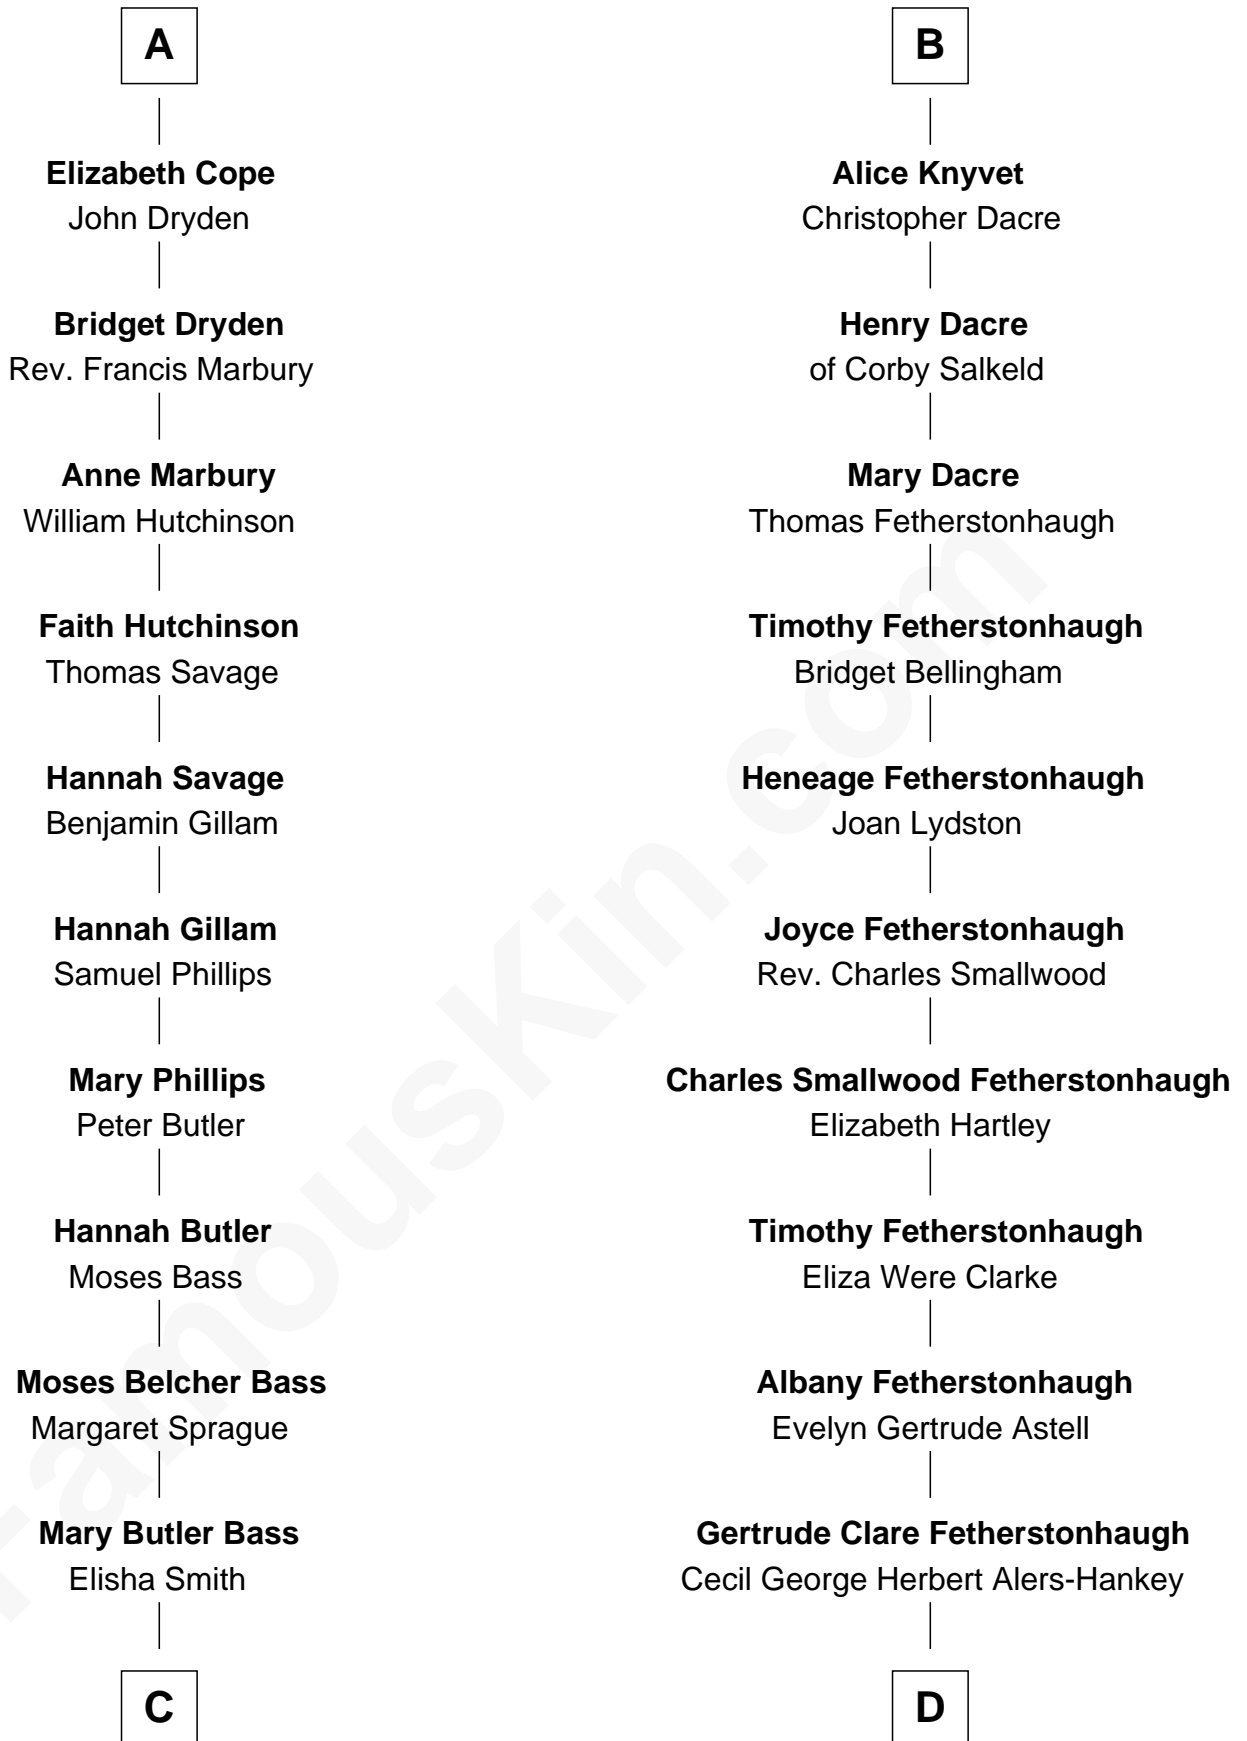 A
Elizabeth Cope
John Dryden
Bridget Dryden
Rev. Francis Marbury
Anne Marbury
William Hutchinson
Faith Hutchinson
Thomas Savage
Hannah Savage
Benjamin Gillam
Hannah Gillam
Samuel Phillips
Mary Phillips
Peter Butler
Hannah Butler
Moses Bass
Moses Belcher Bass
Margaret Sprague
Mary Butler Bass
Elisha Smith
C
B
Alice Knyvet
Christopher Dacre
Henry Dacre
of Corby Salkeld
Mary Dacre
Thomas Fetherstonhaugh
Timothy Fetherstonhaugh
Bridget Bellingham
Heneage Fetherstonhaugh
Joan Lydston
Joyce Fetherstonhaugh
Rev. Charles Smallwood
Charles Smallwood Fetherstonhaugh
Elizabeth Hartley
Timothy Fetherstonhaugh
Eliza Were Clarke
Albany Fetherstonhaugh
Evelyn Gertrude Astell
Gertrude Clare Fetherstonhaugh
Cecil George Herbert Alers-Hankey
D
FamousKin.com